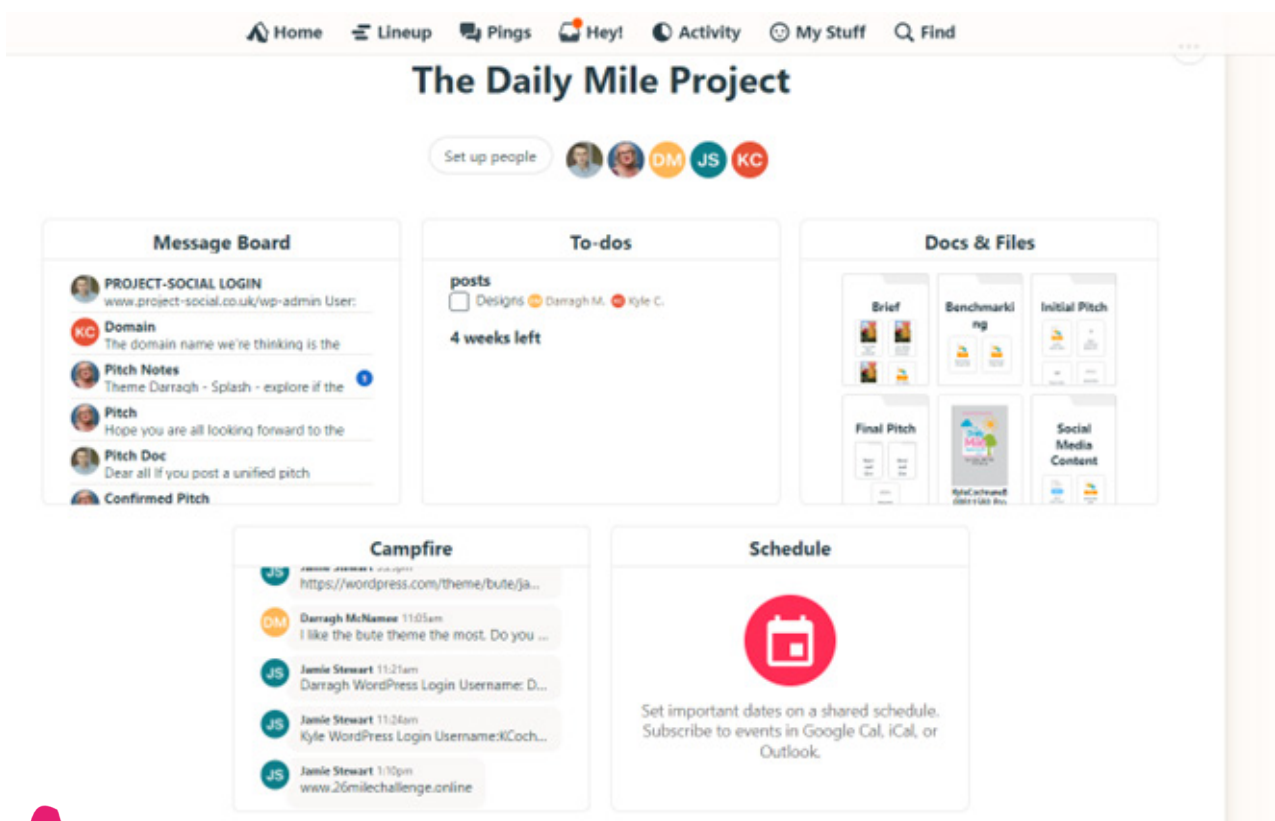 Home Lineup Pings Hey! Activity My Stuff Find
The Daily Mile Project
Set up people DM JS KC
Message Board
PROJECT-SOCIAL LOGIN
www.project-social.co.uk/wp-admin User:
KC Domain
The domain name we're thinking is the
Pitch Notes
Theme Darragh - Splash - explore if the
Pitch
Hope you are all looking forward to the
Pitch Doc
Dear all If you post a unified pitch
Confirmed Pitch
To-dos
posts
Designs DM Darragh M. KC Kyle C.
4 weeks left
Docs & Files
Brief
Benchmarki
ng
Initial Pitch
Final Pitch
Daily
Mile
Social
Media
Content
Campfire
JS Jamie Stewart
https://wordpress.com/theme/bute/ja...
DM Darragh McNamee 11:05am
I like the bute theme the most. Do you ...
JS Jamie Stewart 11:21am
Darragh WordPress Login Username: D...
JS Jamie Stewart 11:24am
Kyle WordPress Login Username:KCoch...
JS Jamie Stewart 1:10pm
www.26milechallenge.online
Schedule
Set important dates on a shared schedule.
Subscribe to events in Google Cal, iCal, or
Outlook.